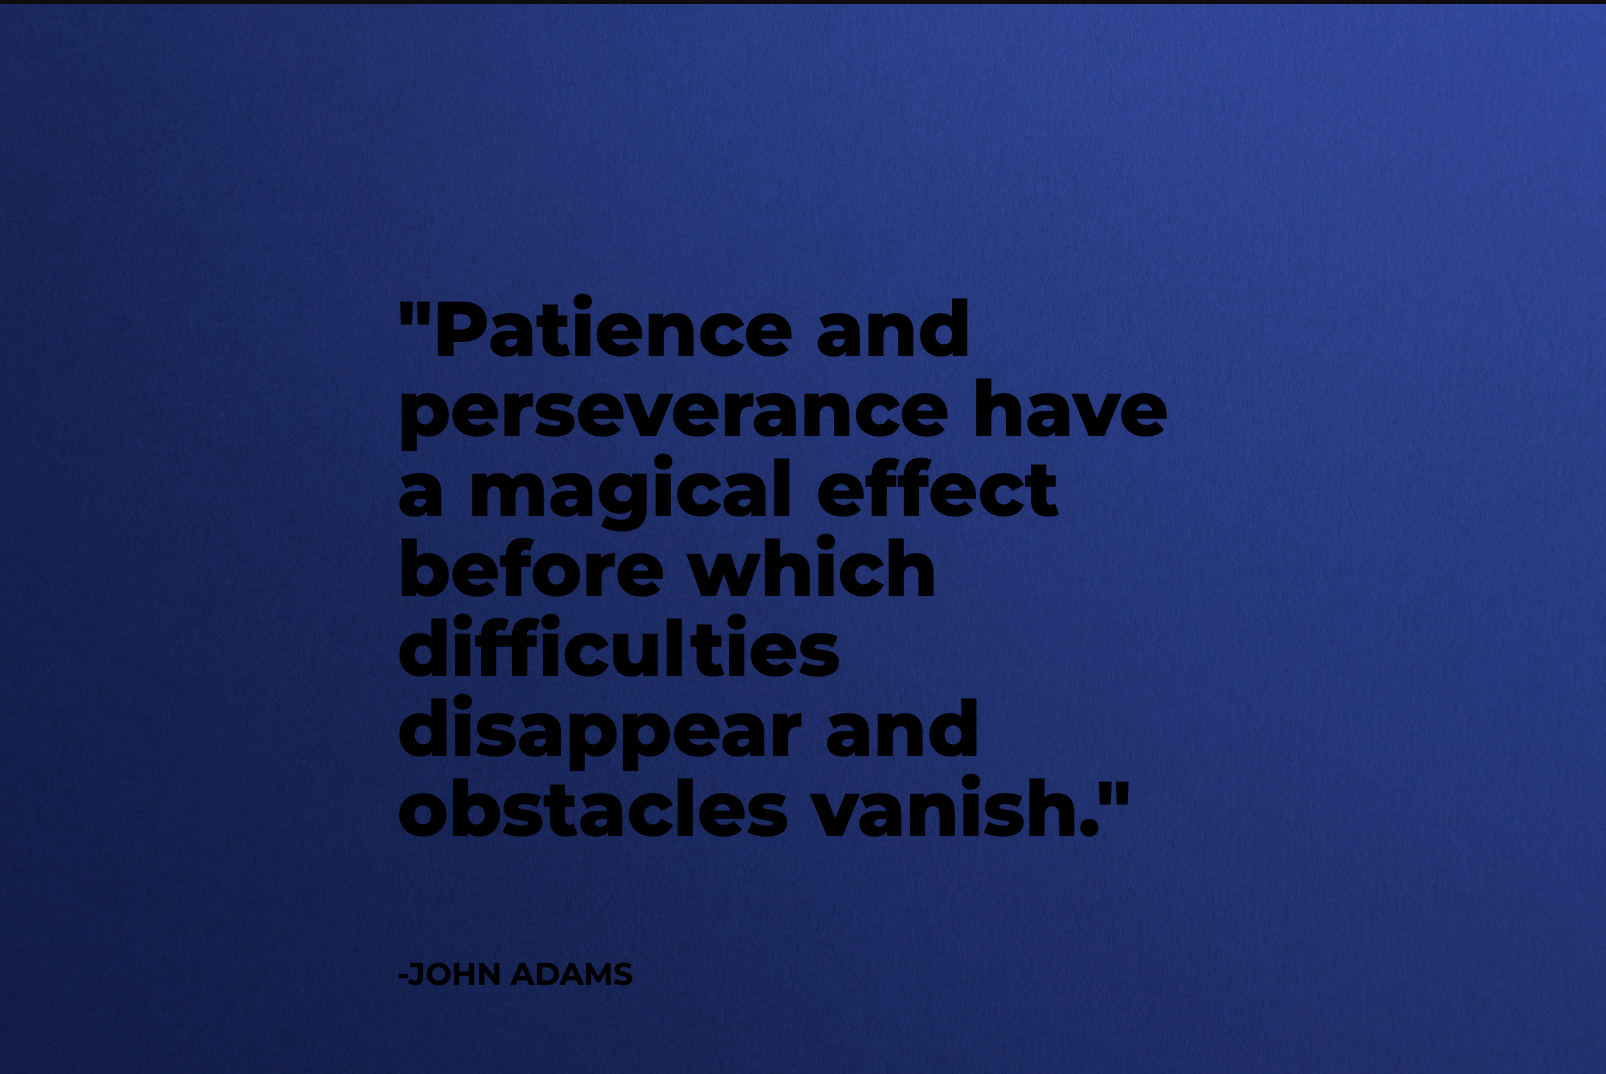 "Patience and
perseverance have
a magical effect
before which
difficulties
disappear and
obstacles vanish."
-JOHN ADAMS